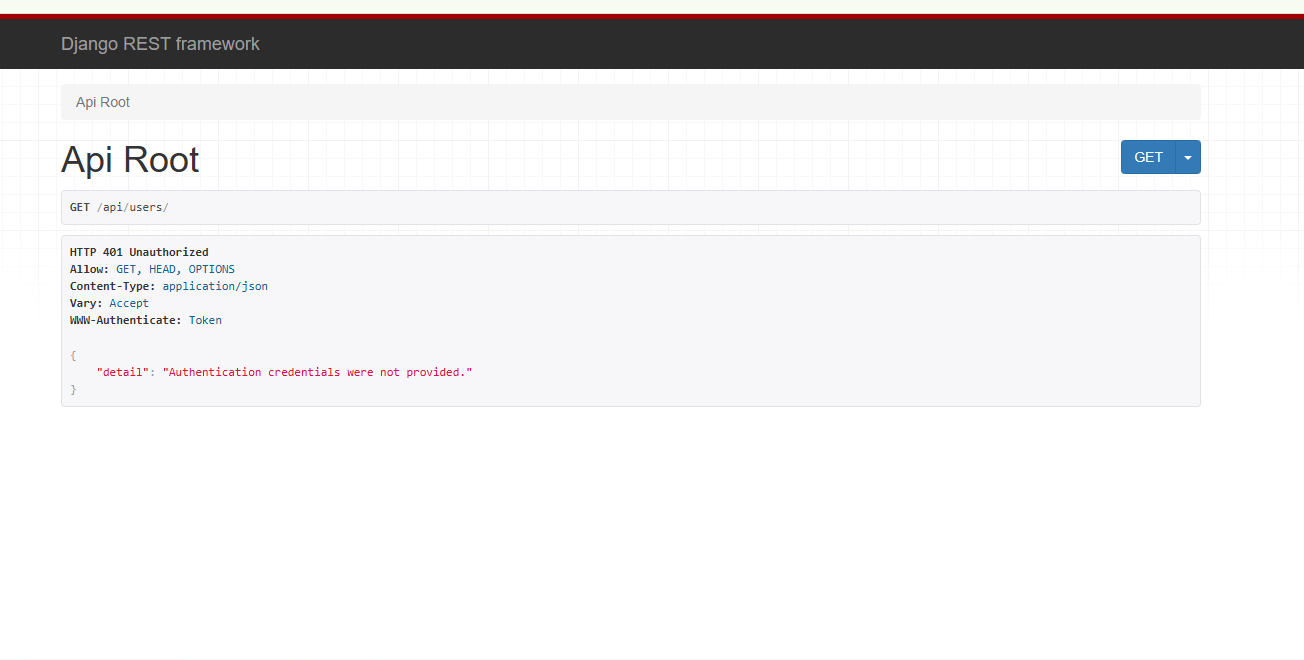 Django REST framework
Api Root
Api Root
GET
GET /api/users/
HTTP 401 Unauthorized
Allow: GET, HEAD, OPTIONS
Content-Type: application/json
Vary: Accept
WWW-Authenticate: Token
{
    "detail": "Authentication credentials were not provided."
}